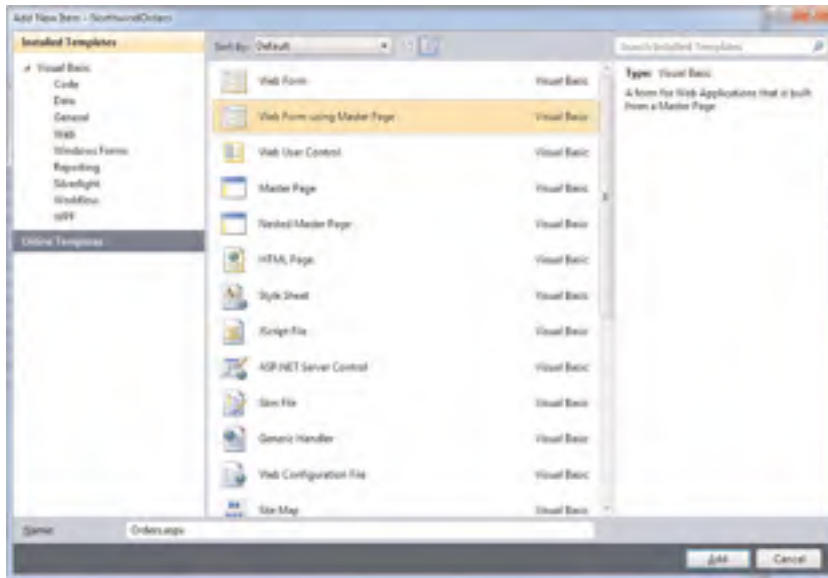 Add New Item - NorthwindOrders
Installed Templates
Visual Basic
Code
Data
General
Web
Windows Forms
Reporting
Silverlight
Workflow
WPF
Online Templates
Sort by: Default
Search Installed Templates
Web Form Visual Basic
Web Form using Master Page Visual Basic
Web User Control Visual Basic
Master Page Visual Basic
Nested Master Page Visual Basic
HTML Page Visual Basic
Style Sheet Visual Basic
JScript File Visual Basic
ASP.NET Server Control Visual Basic
Skin File Visual Basic
Generic Handler Visual Basic
Web Configuration File Visual Basic
Site Map Visual Basic
Type: Visual Basic
A form for Web Applications that is built
from a Master Page
Name: Orders.aspx
Add Cancel